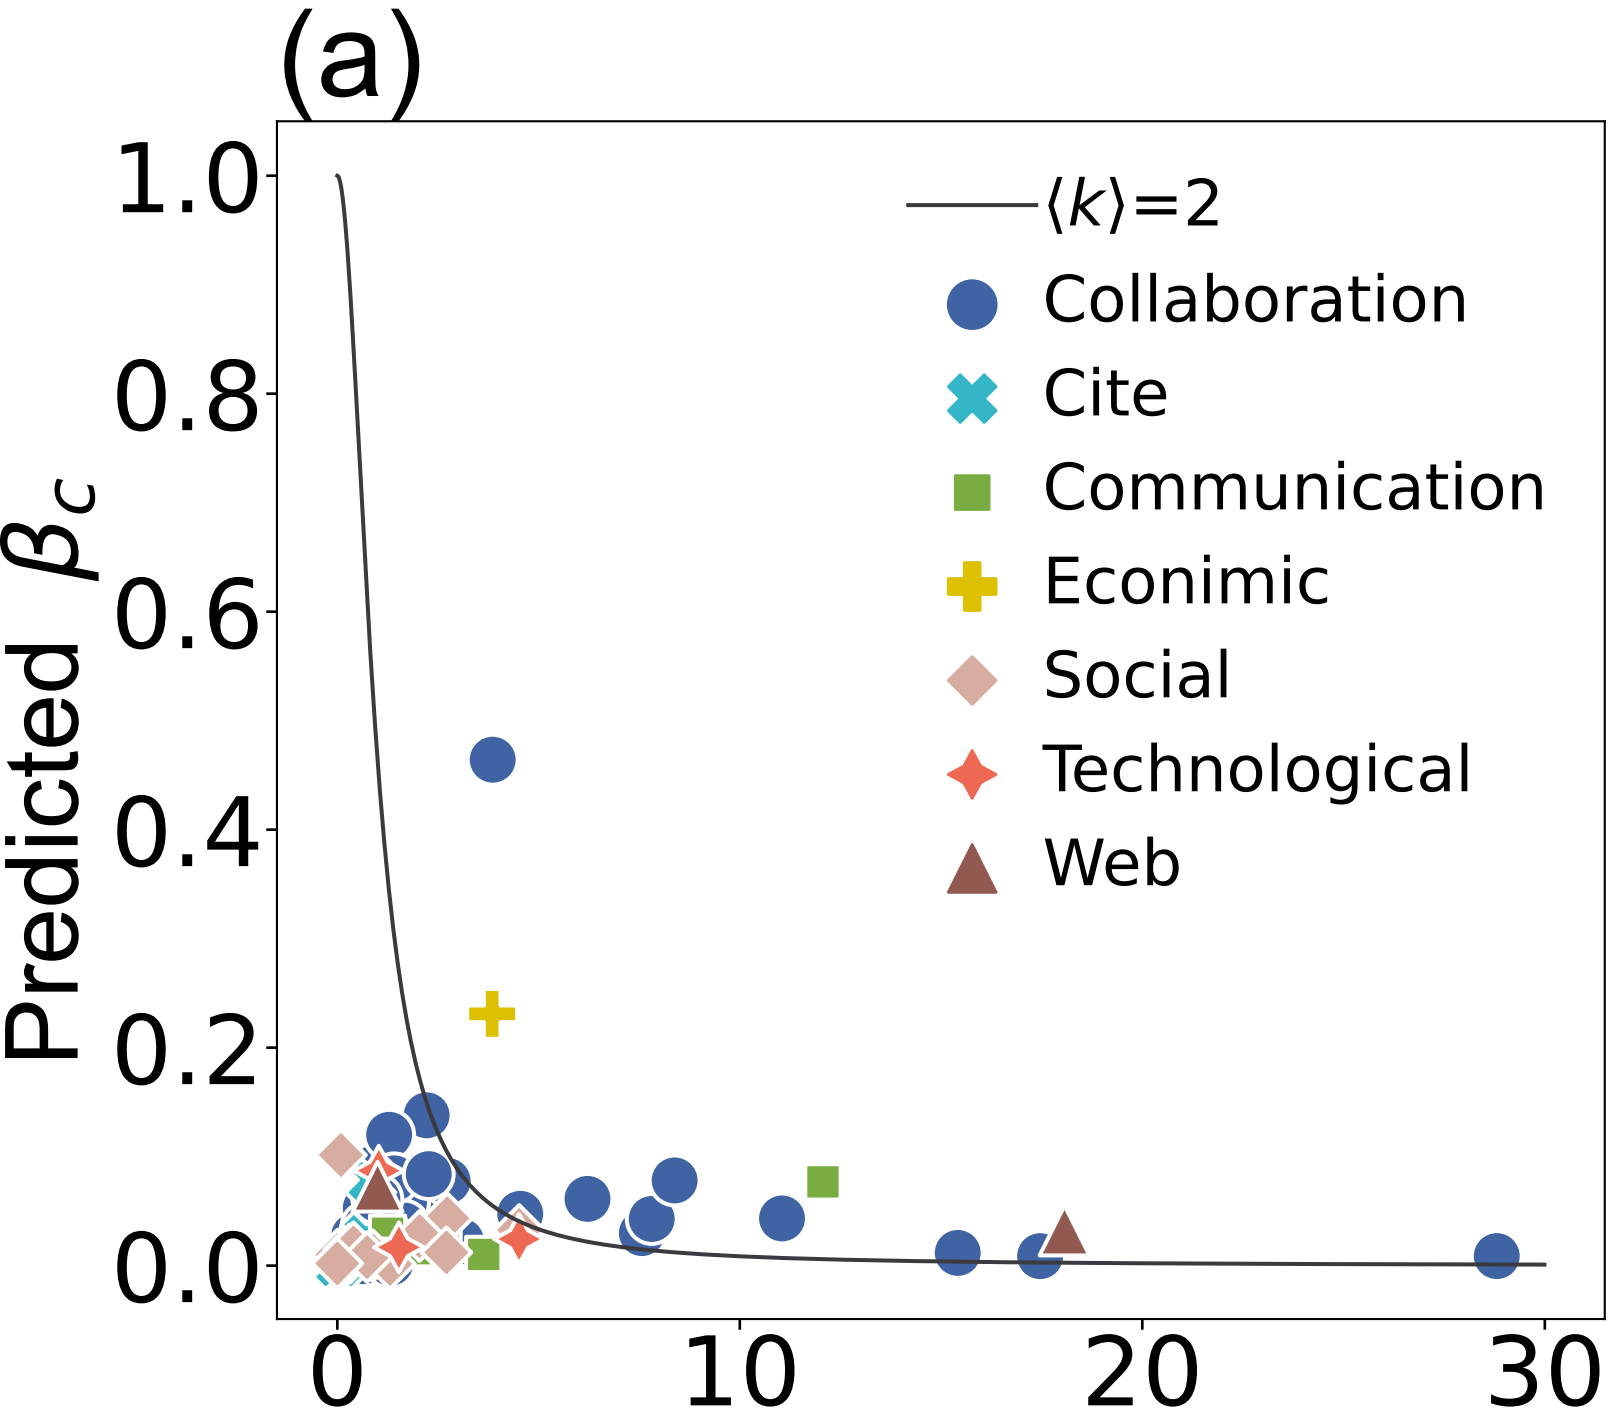 (a)
Predicted β_c
1.0
0.8
0.6
0.4
0.2
0.0
0 10 20 30
⟨k⟩=2
Collaboration
Cite
Communication
Econimic
Social
Technological
Web